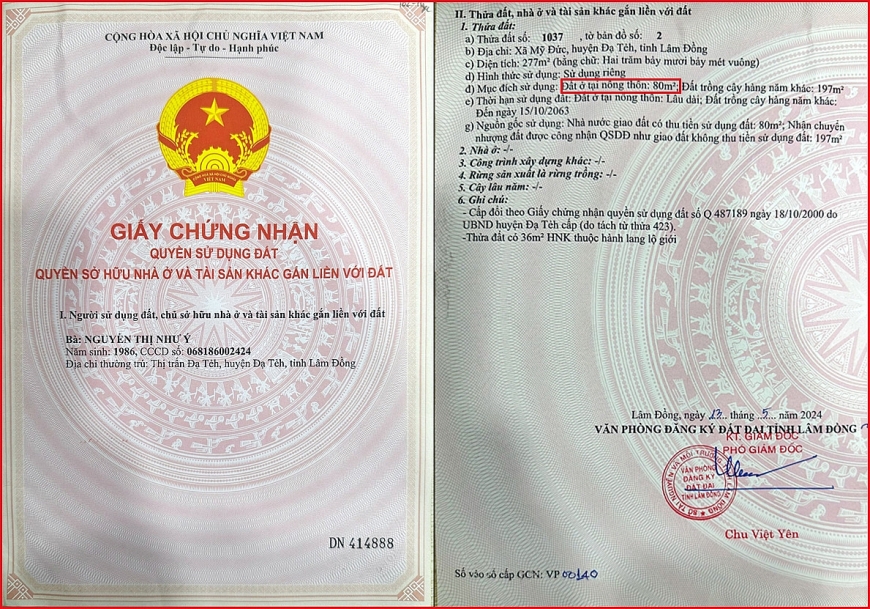 CỘNG HÒA XÃ HỘI CHỦ NGHĨA VIỆT NAM
Độc lập - Tự do - Hạnh phúc
GIẤY CHỨNG NHẬN
QUYỀN SỬ DỤNG ĐẤT
QUYỀN SỞ HỮU NHÀ Ở VÀ TÀI SẢN KHÁC GẮN LIỀN VỚI ĐẤT
I. Người sử dụng đất, chủ sở hữu nhà ở và tài sản khác gắn liền với đất
Bà: NGUYỄN THỊ NHƯ Ý
Năm sinh: 1986, CCCD số: 068186002424
Địa chỉ thường trú: Thị trấn Đạ Tẻh, huyện Đạ Tẻh, tỉnh Lâm Đồng
DN 414888
II. Thửa đất, nhà ở và tài sản khác gắn liền với đất
1. Thửa đất:
a) Thửa đất số: 1037 , tờ bản đồ số: 2
b) Địa chỉ: Xã Mỹ Đức, huyện Đạ Tẻh, tỉnh Lâm Đồng
c) Diện tích: 277m² (bằng chữ: Hai trăm bảy mươi bảy mét vuông)
d) Hình thức sử dụng: Sử dụng riêng
đ) Mục đích sử dụng: Đất ở tại nông thôn: 80m²; Đất trồng cây hàng năm khác: 197m²
e) Thời hạn sử dụng đất: Đất ở tại nông thôn: Lâu dài; Đất trồng cây hàng năm khác:
Đến ngày 15/10/2063
g) Nguồn gốc sử dụng: Nhà nước giao đất có thu tiền sử dụng đất: 80m²; Nhận chuyển
nhượng đất được công nhận QSDĐ như giao đất không thu tiền sử dụng đất: 197m²
2. Nhà ở: -/-
3. Công trình xây dựng khác: -/-
4. Rừng sản xuất là rừng trồng: -/-
5. Cây lâu năm: -/-
6. Ghi chú:
- Cấp đổi theo Giấy chứng nhận quyền sử dụng đất số Q 487189 ngày 18/10/2000 do
UBND huyện Đạ Tẻh cấp (do tách từ thửa 423).
-Thửa đất có 36m² HNK thuộc hành lang lộ giới
Lâm Đồng, ngày 13 tháng 5 năm 2024
VĂN PHÒNG ĐĂNG KÝ ĐẤT ĐAI TỈNH LÂM ĐỒNG
KT. GIÁM ĐỐC
PHÓ GIÁM ĐỐC
VĂN PHÒNG
ĐĂNG KÝ
ĐẤT ĐAI
TỈNH LÂM ĐỒNG
Chu Việt Yên
Số vào sổ cấp GCN: VP 00140